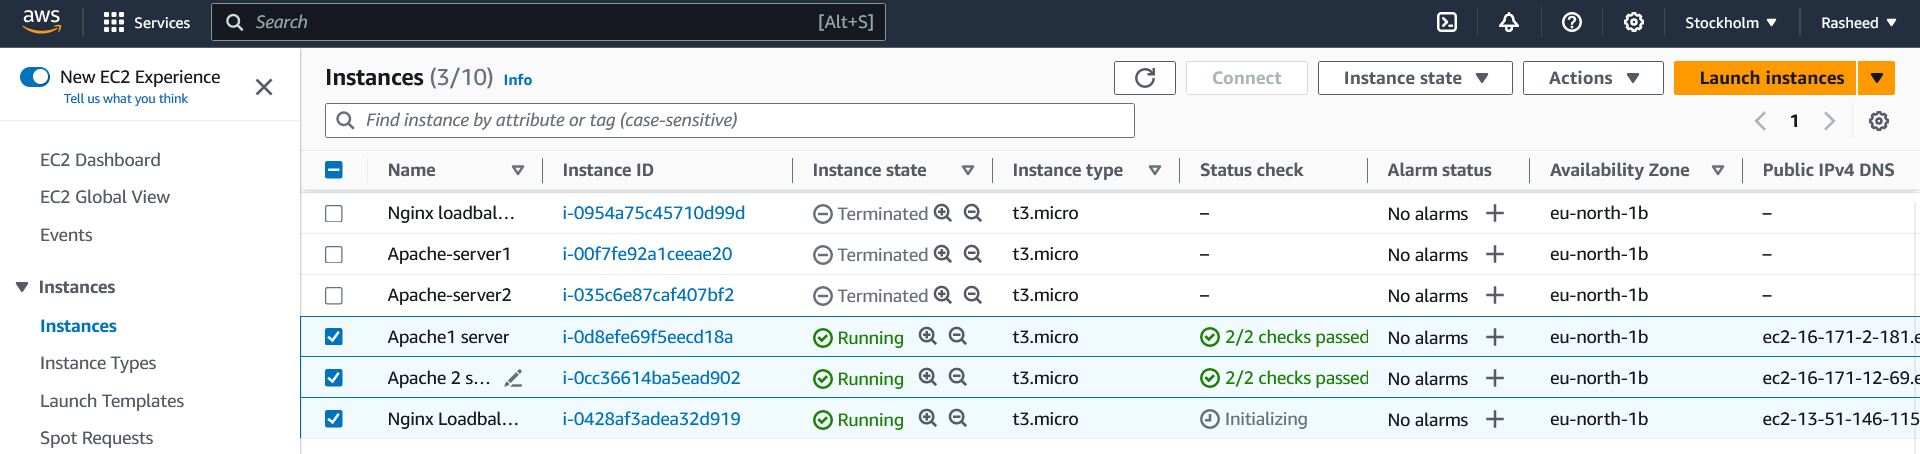 aws
Services
Search
[Alt+S]
Stockholm
Rasheed
New EC2 Experience
Tell us what you think
EC2 Dashboard
EC2 Global View
Events
Instances
Instances
Instance Types
Launch Templates
Spot Requests
Instances (3/10) Info
Connect
Instance state
Actions
Launch instances
Find instance by attribute or tag (case-sensitive)
1
Name Instance ID Instance state Instance type Status check Alarm status Availability Zone Public IPv4 DNS
Nginx loadbal... i-0954a75c45710d99d Terminated t3.micro – No alarms + eu-north-1b –
Apache-server1 i-00f7fe92a1ceeae20 Terminated t3.micro – No alarms + eu-north-1b –
Apache-server2 i-035c6e87caf407bf2 Terminated t3.micro – No alarms + eu-north-1b –
Apache1 server i-0d8efe69f5eecd18a Running t3.micro 2/2 checks passed No alarms + eu-north-1b ec2-16-171-2-181.e
Apache 2 s... i-0cc36614ba5ead902 Running t3.micro 2/2 checks passed No alarms + eu-north-1b ec2-16-171-12-69.e
Nginx Loadbal... i-0428af3adea32d919 Running t3.micro Initializing No alarms + eu-north-1b ec2-13-51-146-115